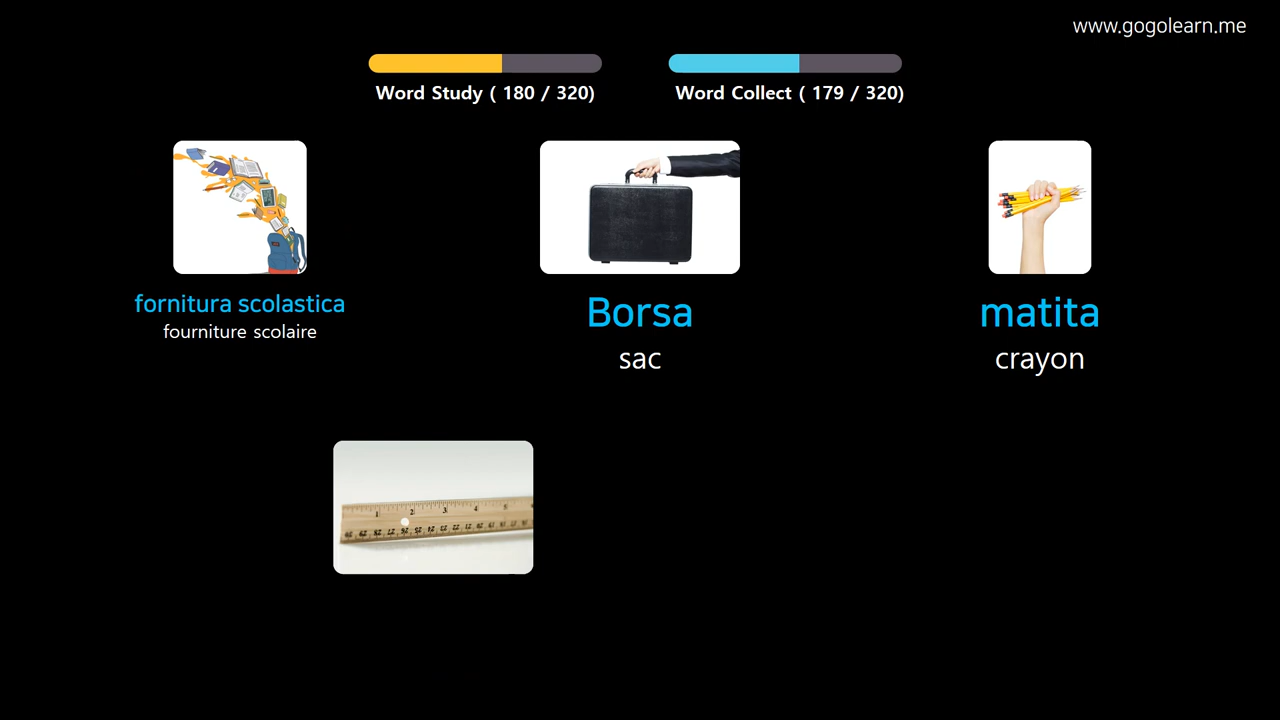 www.gogolearn.me
Word Study ( 180 / 320)
Word Collect ( 179 / 320)
fornitura scolastica
fourniture scolaire
Borsa
sac
matita
crayon